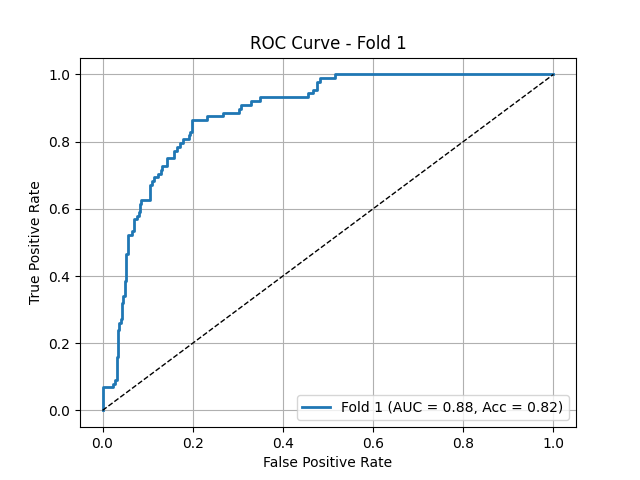 ROC Curve - Fold 1
1.0
0.8
0.6
0.4
0.2
0.0
True Positive Rate
Fold 1 (AUC = 0.88, Acc = 0.82)
0.0 0.2 0.4 0.6 0.8 1.0
False Positive Rate